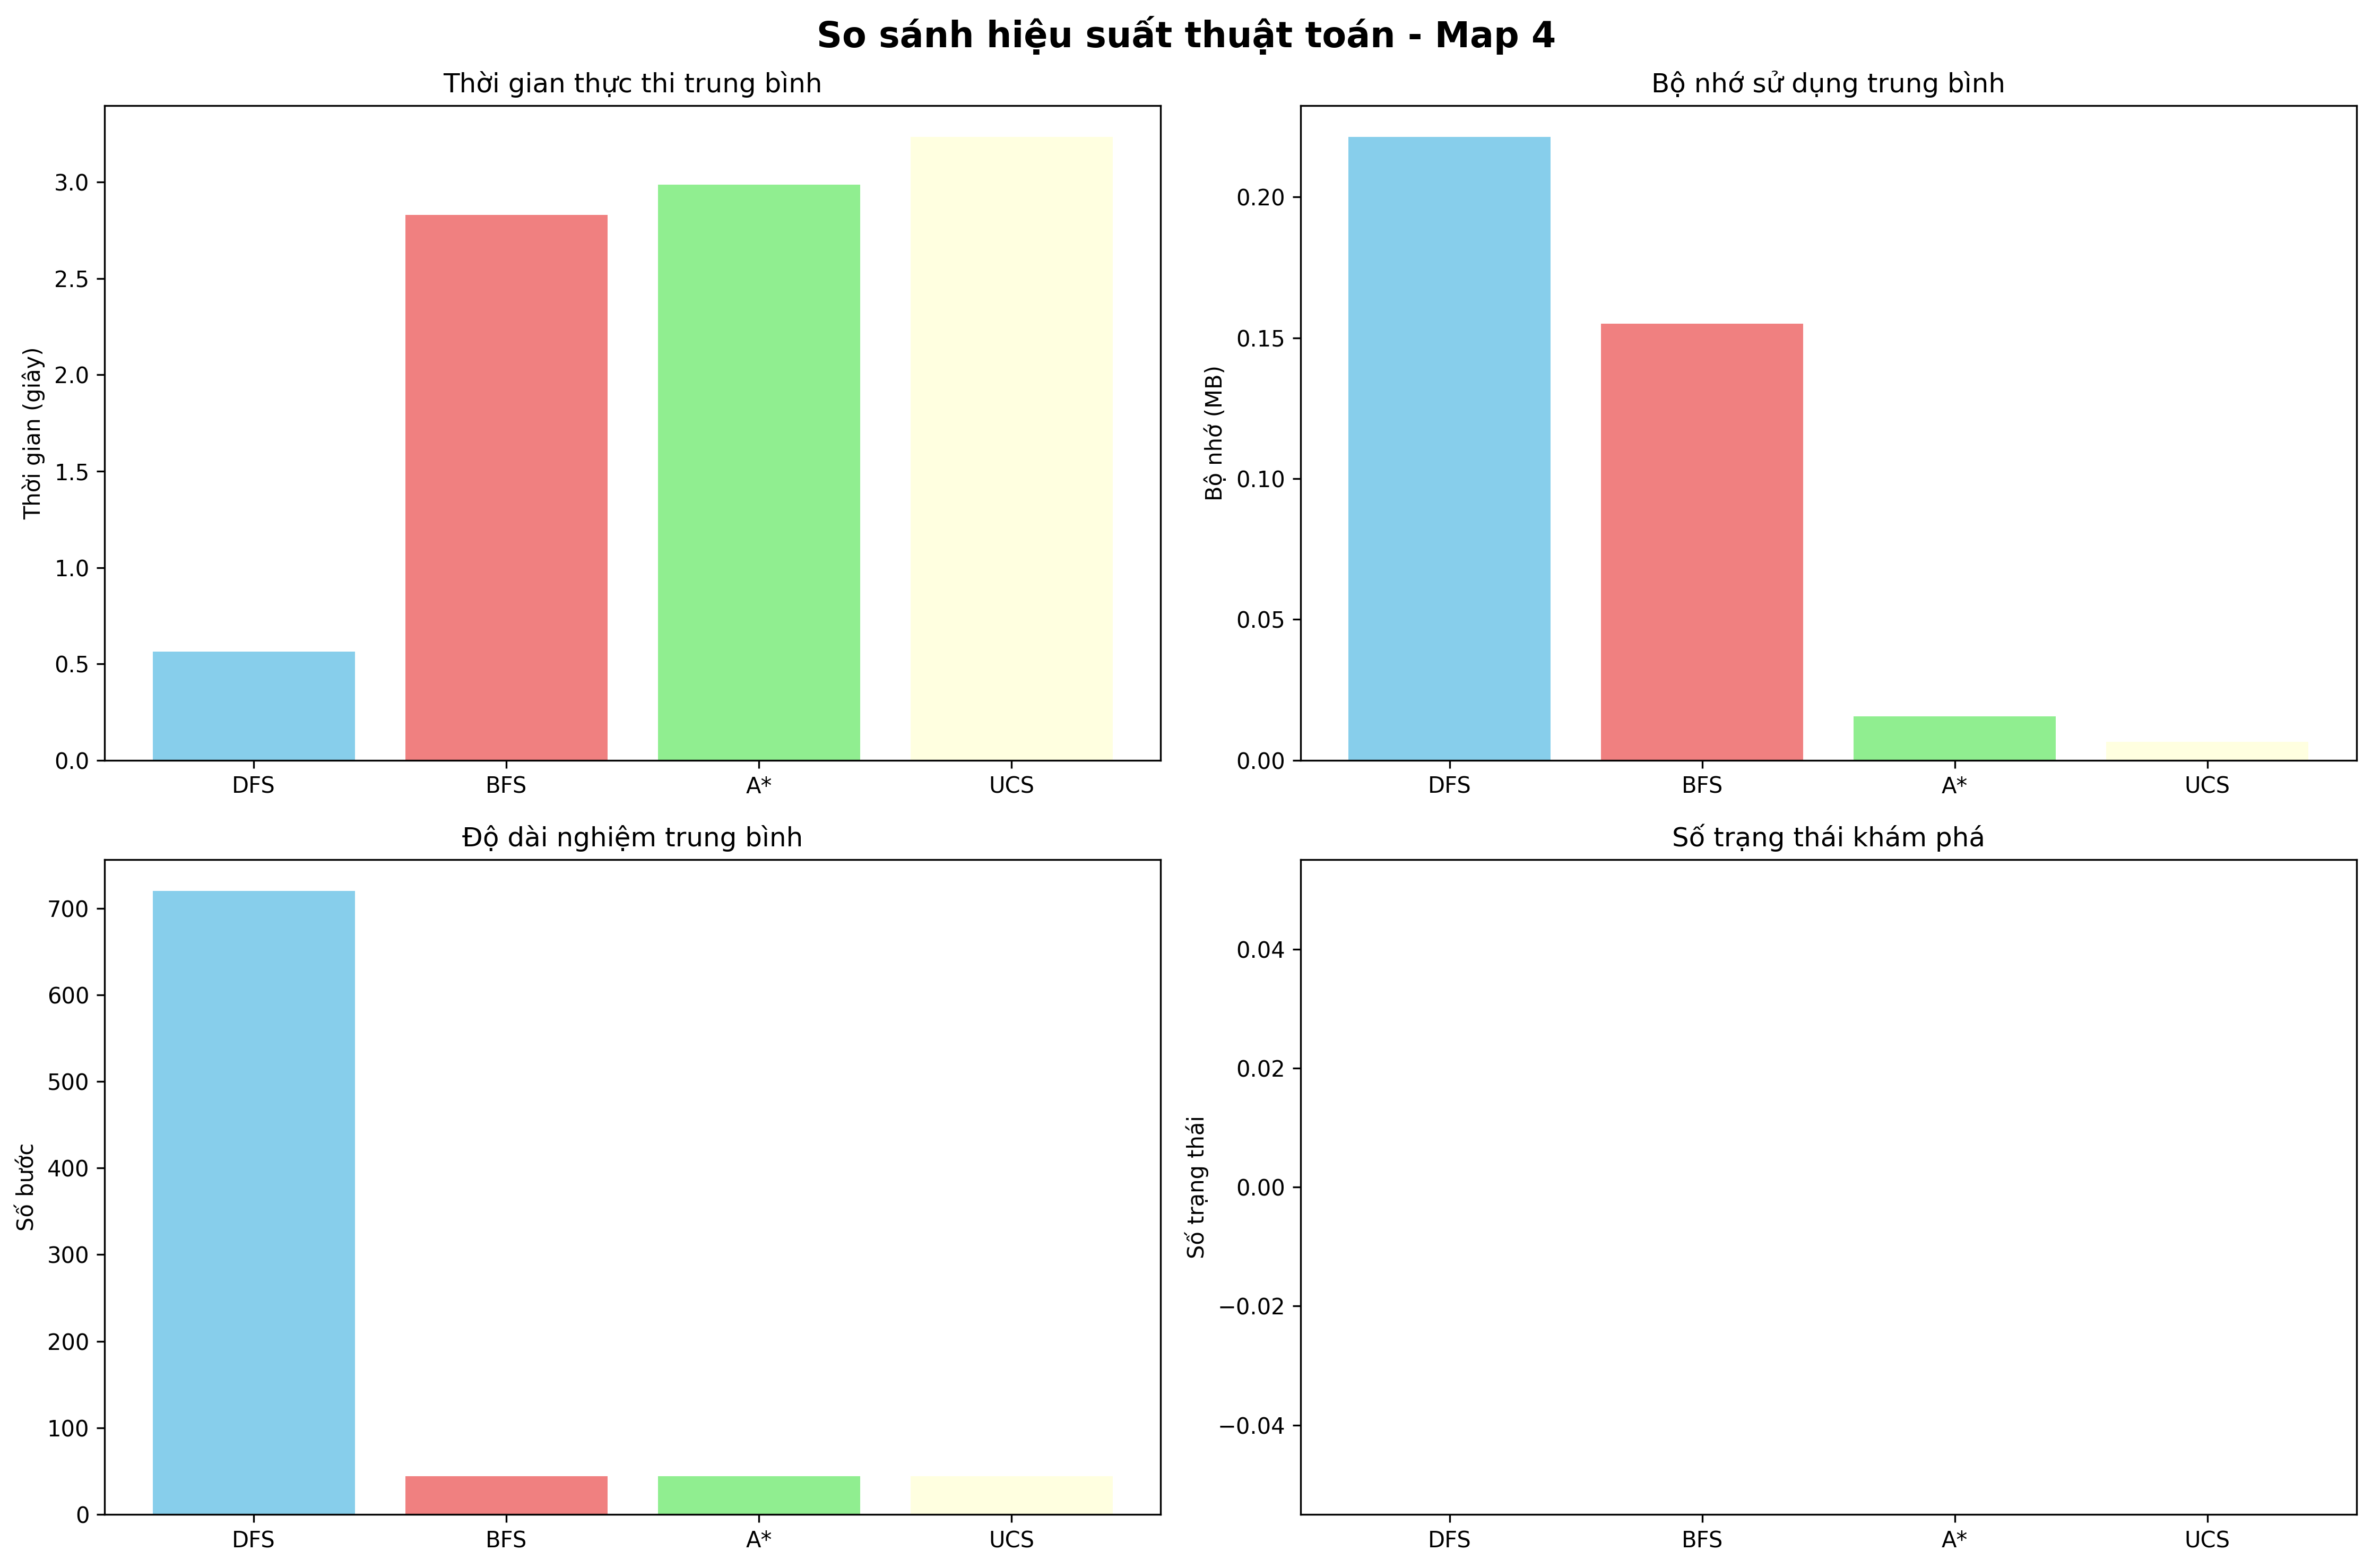 So sánh hiệu suất thuật toán - Map 4
Thời gian thực thi trung bình
Thời gian (giây)
3.0
2.5
2.0
1.5
1.0
0.5
0.0
DFS BFS A* UCS
Bộ nhớ sử dụng trung bình
Bộ nhớ (MB)
0.20
0.15
0.10
0.05
0.00
DFS BFS A* UCS
Độ dài nghiệm trung bình
Số bước
700
600
500
400
300
200
100
0
DFS BFS A* UCS
Số trạng thái khám phá
Số trạng thái
0.04
0.02
0.00
−0.02
−0.04
DFS BFS A* UCS